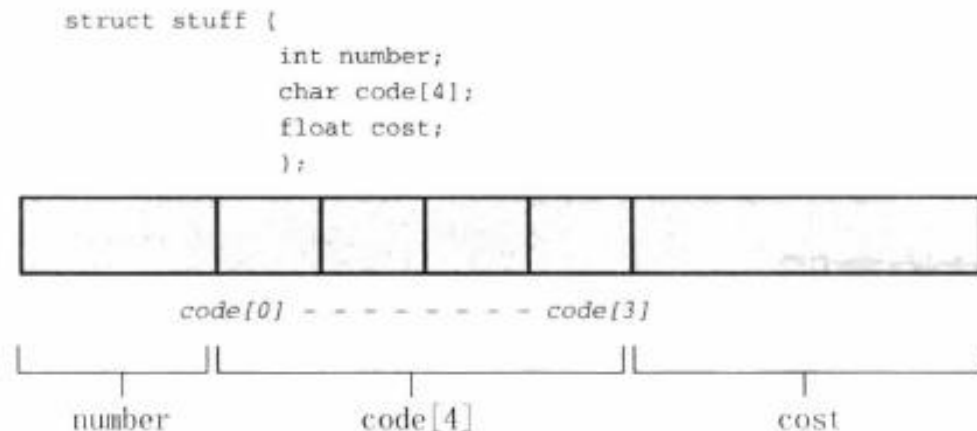 struct stuff {
int number;
char code[4];
float cost;
};
code[0] - - - - - - - - - code[3]
number code[4] cost